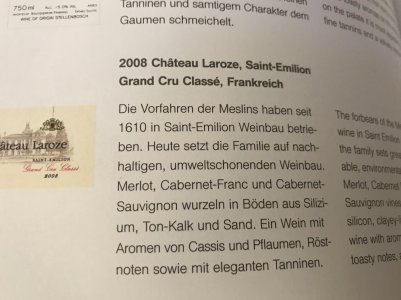 750 ml
WINE OF ORIGIN STELLENBOSCH
Tanninen und samtigem Charakter dem
Gaumen schmeichelt.
on the palate
fine tannins and a
2008 Château Laroze, Saint-Emilion
Grand Cru Classé, Frankreich
Die Vorfahren der Meslins haben seit
1610 in Saint-Emilion Weinbau betrie-
ben. Heute setzt die Familie auf nach-
haltigen, umweltschonenden Weinbau.
Merlot, Cabernet-Franc und Cabernet-
Sauvignon wurzeln in Böden aus Silizi-
um, Ton-Kalk und Sand. Ein Wein mit
Aromen von Cassis und Pflaumen, Röst-
noten sowie mit eleganten Tanninen.
âteau Laroze
SAINT-EMILION
Grand Cru Classé
2008
The forbears of the Me
wine in Saint Emilion
the family sets great
able, environmenta
Merlot, Cabernet
Sauvignon vines
silicon, clayey-li
wine with arom
toasty notes, a